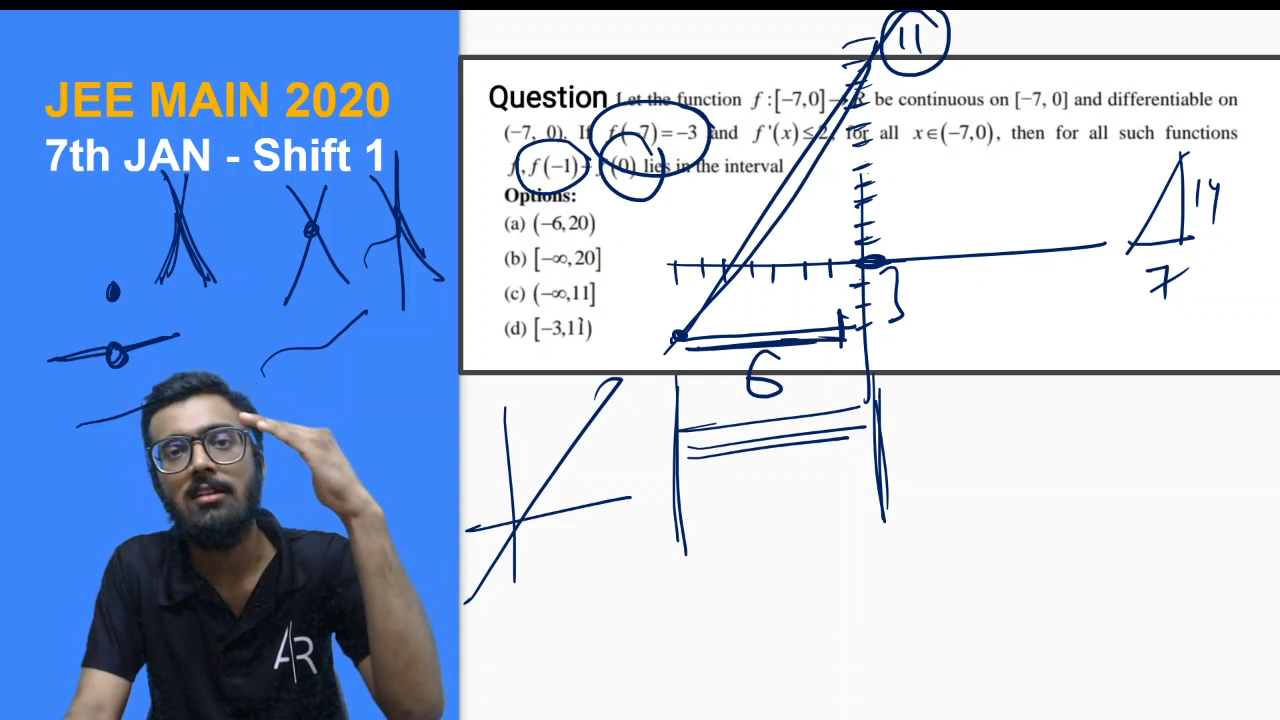 JEE MAIN 2020
7th JAN - Shift 1
11
Question Let the function f :[−7,0]→R be continuous on [−7, 0] and differentiable on
(−7, 0). If f(−7)=−3 and f '(x)≤2, for all x∈(−7,0), then for all such functions
f, f(−1)+f(0) lies in the interval
Options:
(a) (−6,20)
(b) [−∞,20]
(c) (−∞,11]
(d) [−3,11)
14
7
3
6
AR